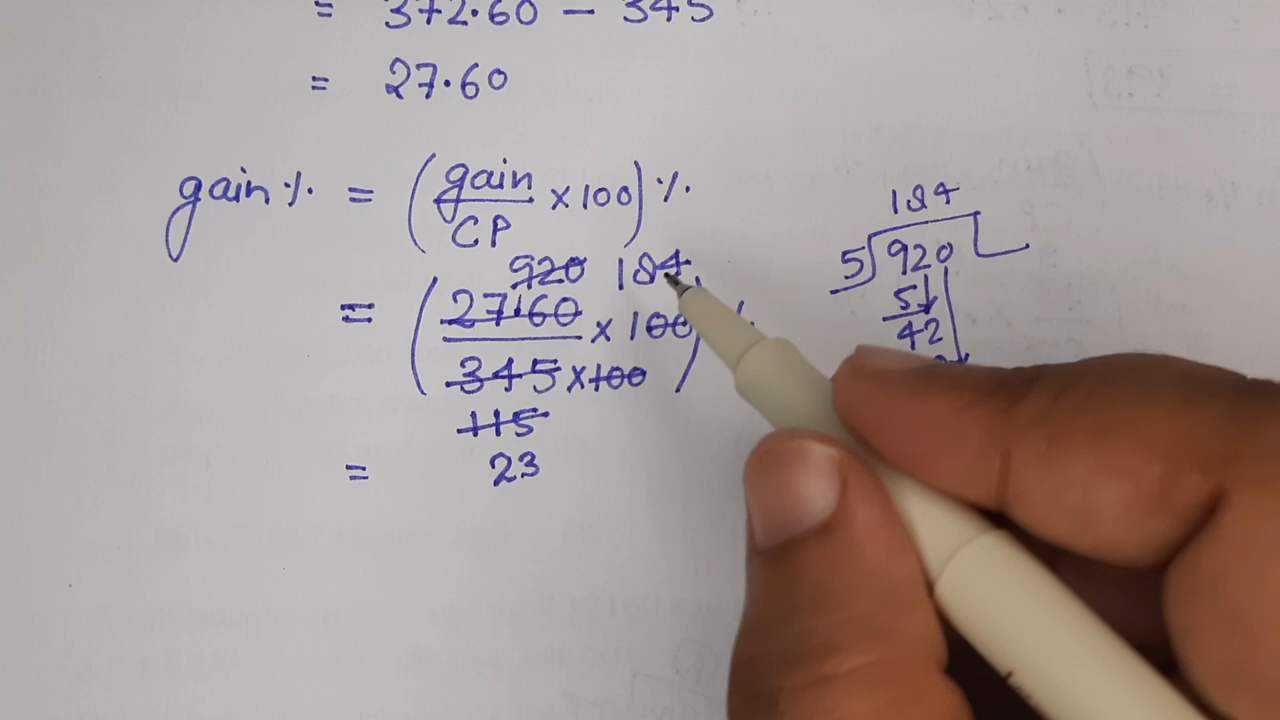 = 372.60 - 345
= 27.60
gain % = (gain/CP × 100) %
920 184
= (27.60/345×100 × 100) %
115
= 23
184
5)920
5
42